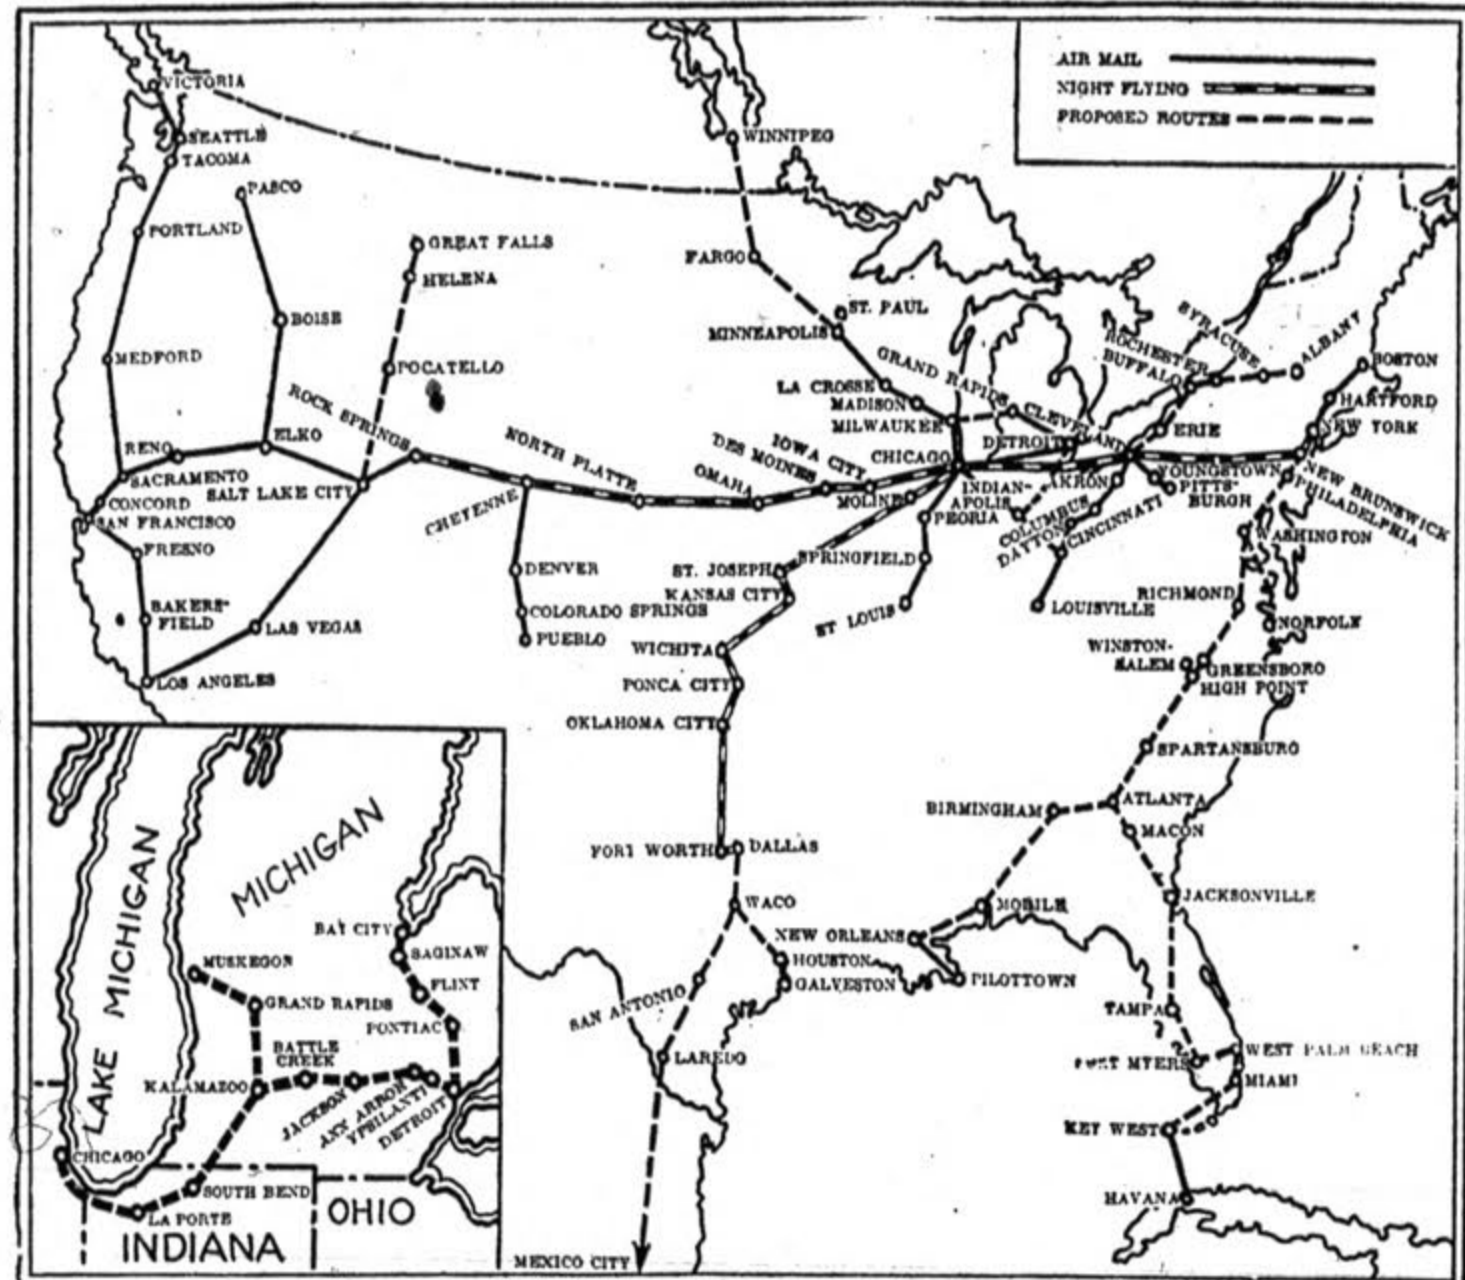 AIR MAIL
NIGHT FLYING
PROPOSED ROUTES
VICTORIA
SEATTLE
TACOMA
PASCO
PORTLAND
BOISE
MEDFORD
GREAT FALLS
HELENA
POCATELLO
WINNIPEG
FARGO
ST. PAUL
MINNEAPOLIS
LA CROSSE
MADISON
MILWAUKEE
GRAND RAPIDS
CLEVELAND
DETROIT
SYRACUSE
ROCHESTER
BUFFALO
ALBANY
BOSTON
HARTFORD
NEW YORK
ERIE
RENO
ELKO
ROCK SPRINGS
NORTH PLATTE
OMAHA
DES MOINES
IOWA CITY
CHICAGO
MOLINE
SACRAMENTO
CONCORD
SAN FRANCISCO
SALT LAKE CITY
CHEYENNE
INDIAN-
APOLIS
AKRON
YOUNGSTOWN
PITTS-
BURGH
NEW BRUNSWICK
PHILADELPHIA
PEORIA
COLUMBUS
DAYTON
CINCINNATI
WASHINGTON
FRESNO
DENVER
ST. JOSEPH
SPRINGFIELD
KANSAS CITY
BAKERS-
FIELD
LAS VEGAS
COLORADO SPRINGS
PUEBLO
ST LOUIS
LOUISVILLE
RICHMOND
NORFOLK
LOS ANGELES
WICHITA
WINSTON-
SALEM
GREENSBORO
HIGH POINT
PONCA CITY
OKLAHOMA CITY
SPARTANSBURG
BIRMINGHAM
ATLANTA
MACON
FORT WORTH
DALLAS
WACO
MOBILE
JACKSONVILLE
NEW ORLEANS
HOUSTON
GALVESTON
PILOTTOWN
SAN ANTONIO
LAREDO
TAMPA
FORT MYERS
WEST PALM BEACH
MIAMI
KEY WEST
HAVANA
MEXICO CITY
LAKE MICHIGAN
MICHIGAN
BAY CITY
SAGINAW
MUSKEGON
FLINT
GRAND RAPIDS
PONTIAC
BATTLE
CREEK
KALAMAZOO
JACKSON
ANN ARBOR
YPSILANTI
DETROIT
CHICAGO
SOUTH BEND
LA PORTE
OHIO
INDIANA